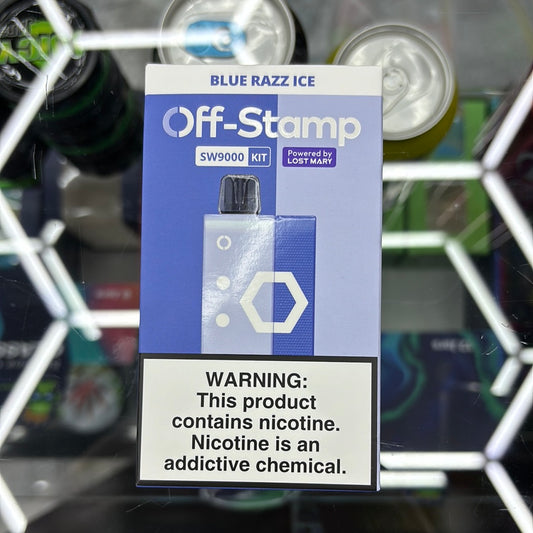 BLUE RAZZ ICE
Off-Stamp
SW9000 KIT
Powered by
LOST MARY
WARNING:
This product
contains nicotine.
Nicotine is an
addictive chemical.